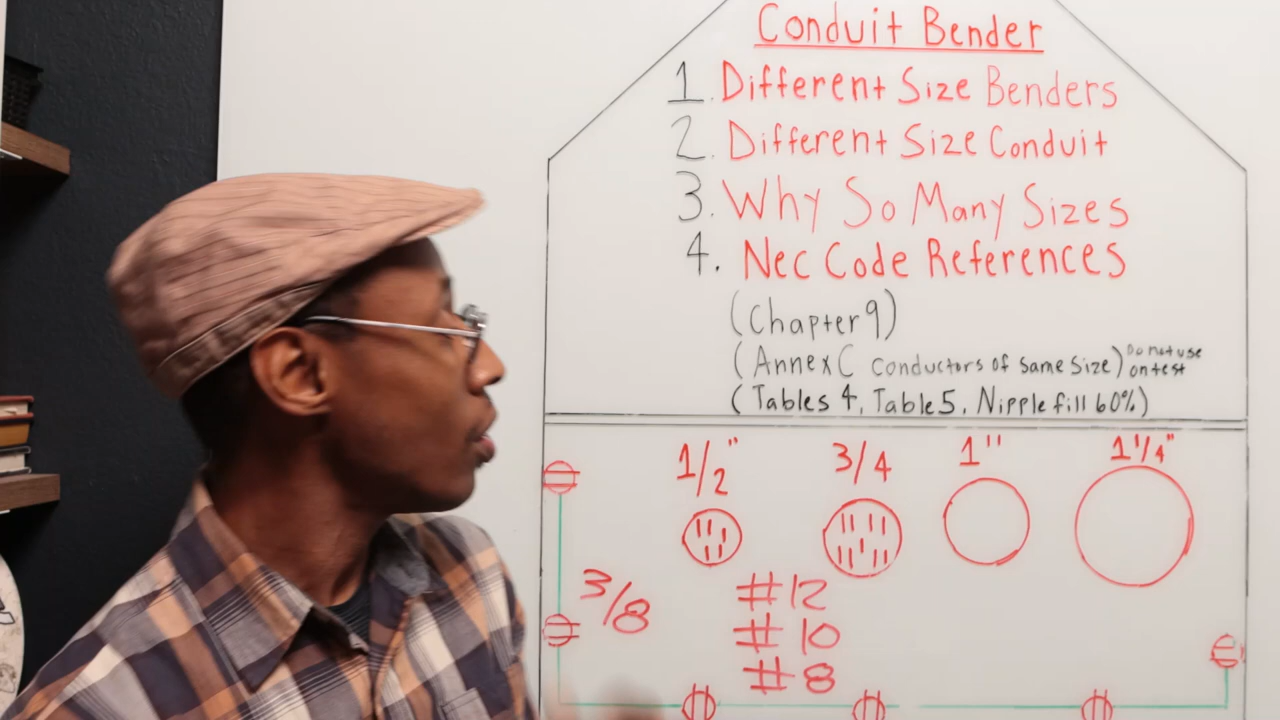 Conduit Bender
1. Different Size Benders
2. Different Size Conduit
3. Why So Many Sizes
4. Nec Code References
(Chapter 9)
(Annex C conductors of same size) Do not use on test
(Tables 4, Table 5, Nipple fill 60%)
1/2" 3/4 1" 1 1/4"
3/8
#12
#10
#8